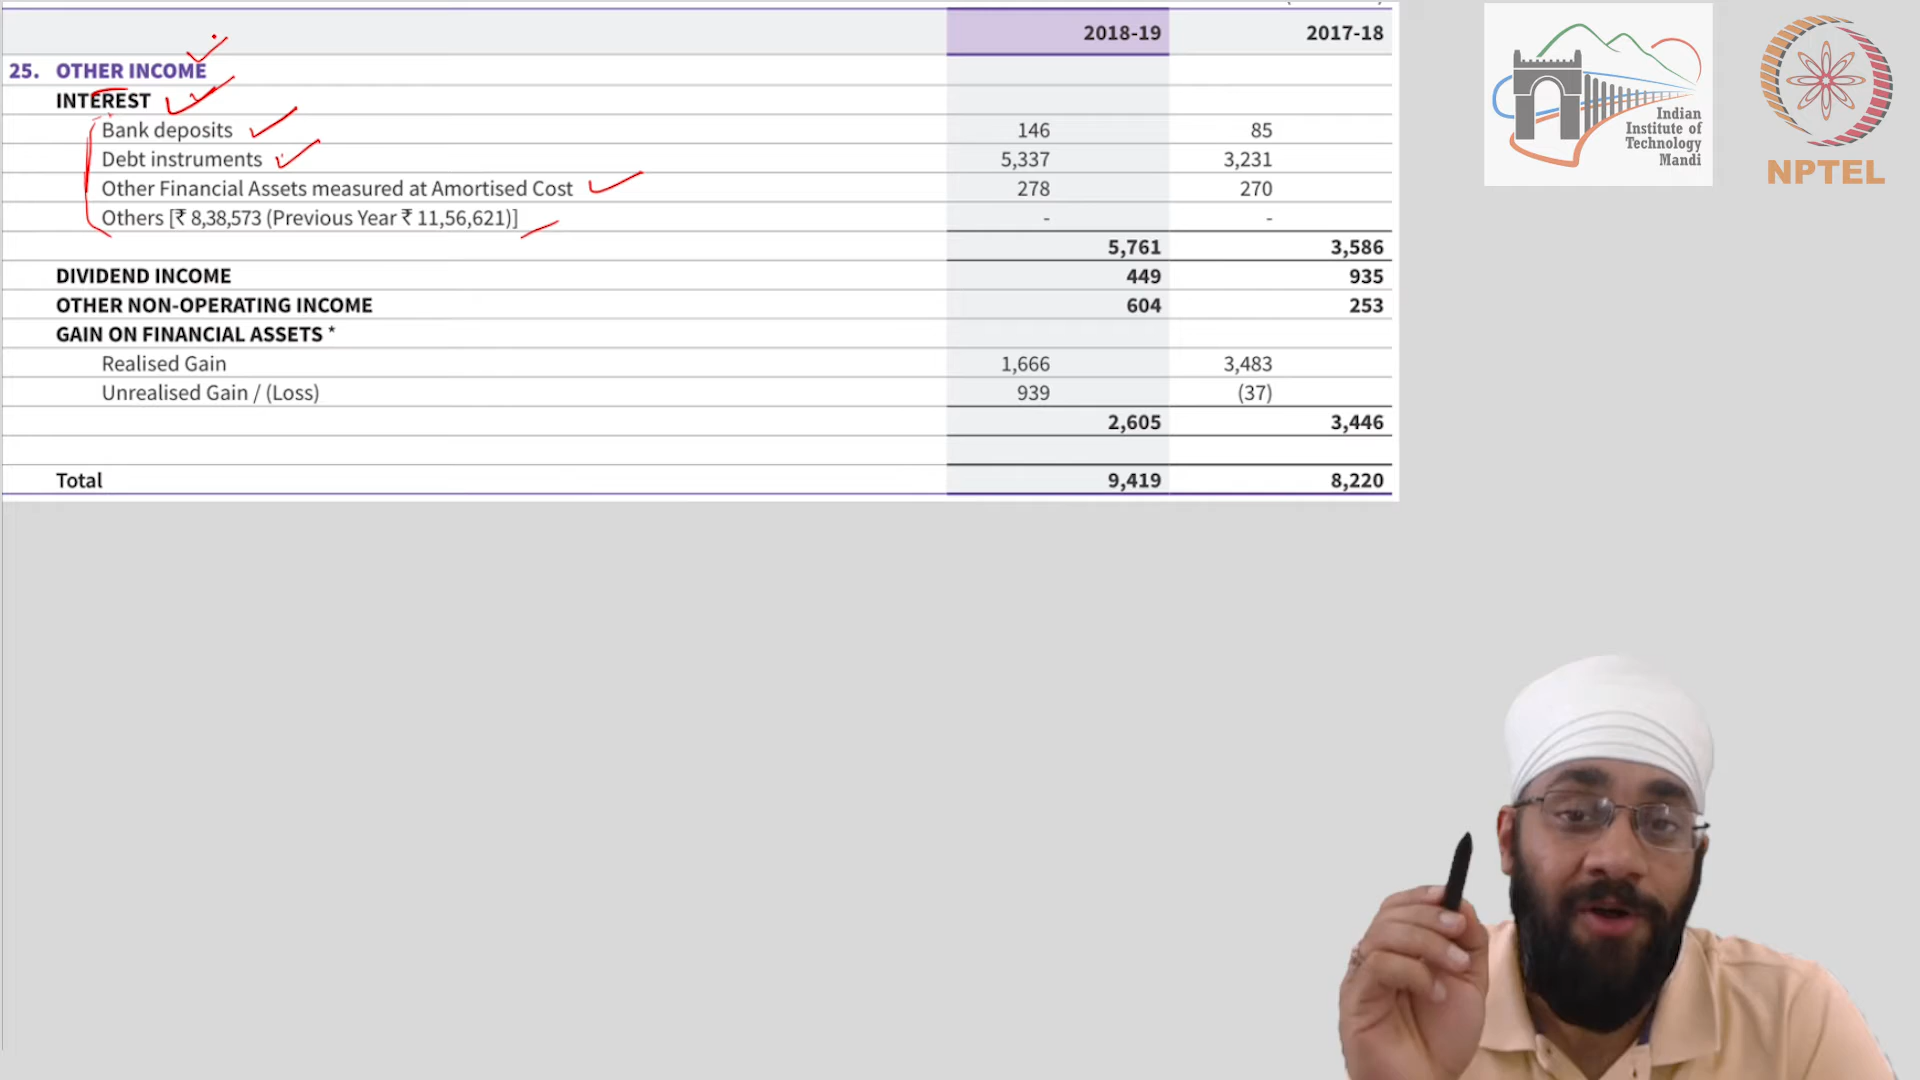 2018-19 2017-18
25. OTHER INCOME
INTEREST
Bank deposits 146 85
Debt instruments 5,337 3,231
Other Financial Assets measured at Amortised Cost 278 270
Others [₹ 8,38,573 (Previous Year ₹ 11,56,621)] - -
5,761 3,586
DIVIDEND INCOME 449 935
OTHER NON-OPERATING INCOME 604 253
GAIN ON FINANCIAL ASSETS *
Realised Gain 1,666 3,483
Unrealised Gain / (Loss) 939 (37)
2,605 3,446
Total 9,419 8,220
Indian
Institute of
Technology
Mandi
NPTEL